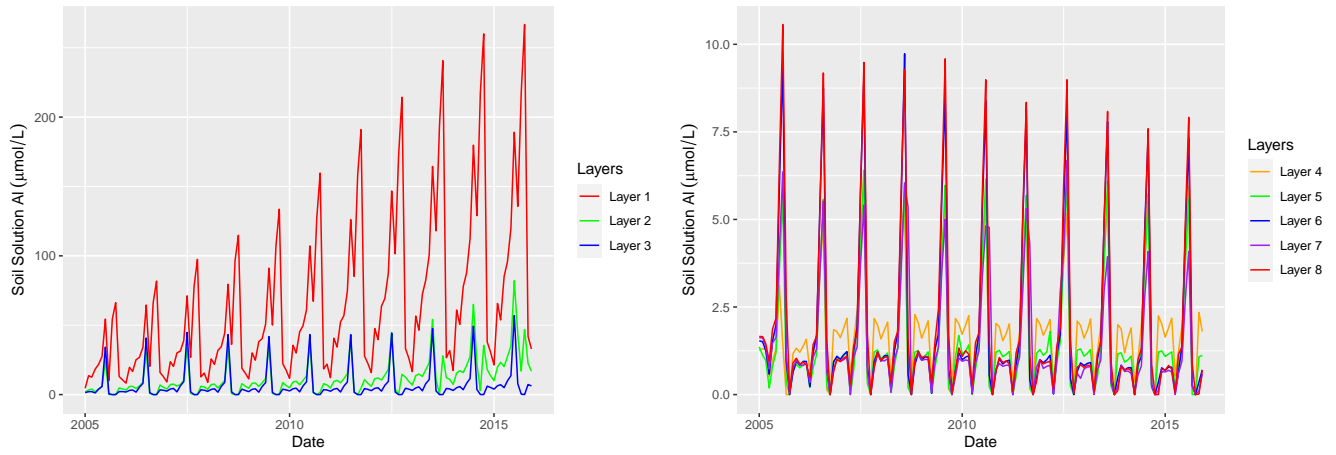 Soil Solution Al (μmol/L)
200
100
0
2005
2010
2015
Date
Layers
Layer 1
Layer 2
Layer 3
Soil Solution Al (μmol/L)
10.0
7.5
5.0
2.5
0.0
2005
2010
2015
Date
Layers
Layer 4
Layer 5
Layer 6
Layer 7
Layer 8